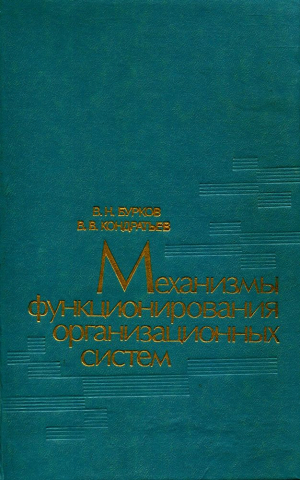 В. Н. БУРКОВ
В. В. КОНДРАТЬЕВ
Механизмы
функционирования
организационных
систем